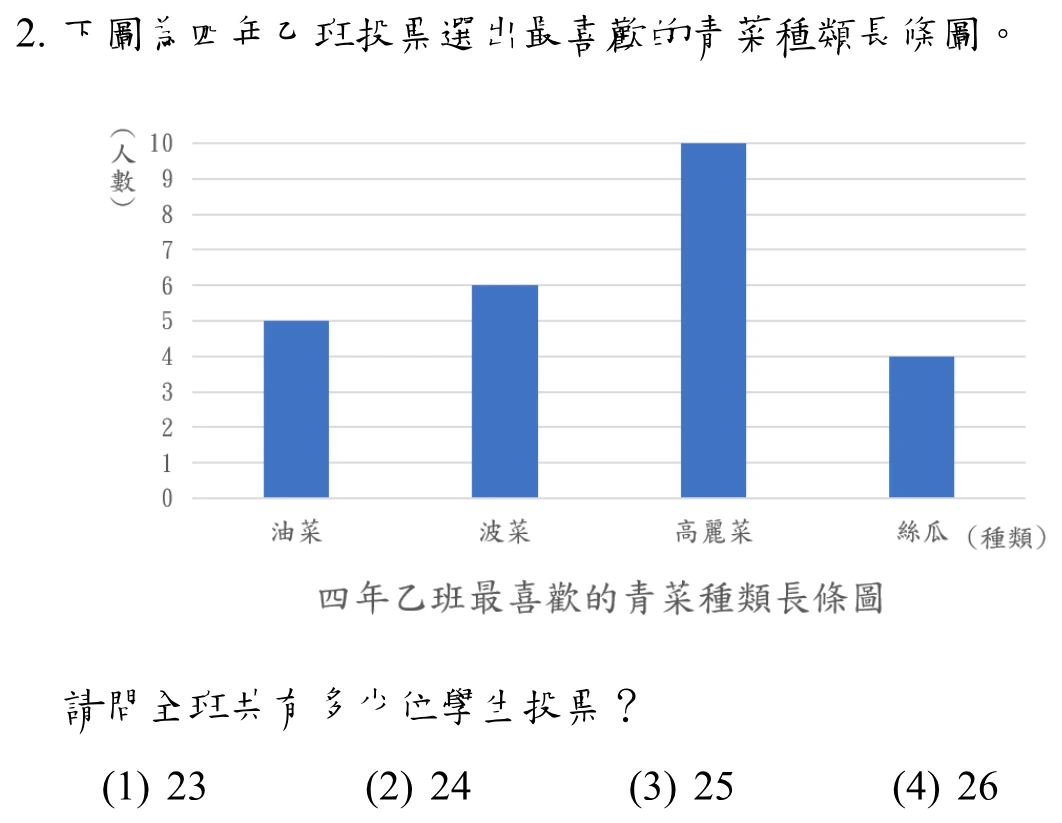 2. 下圖為四年乙班投票選出最喜歡的青菜種類長條圖。
（人數）
10
9
8
7
6
5
4
3
2
1
0
油菜 波菜 高麗菜 絲瓜 （種類）
四年乙班最喜歡的青菜種類長條圖
請問全班共有多少位學生投票？
(1) 23 (2) 24 (3) 25 (4) 26